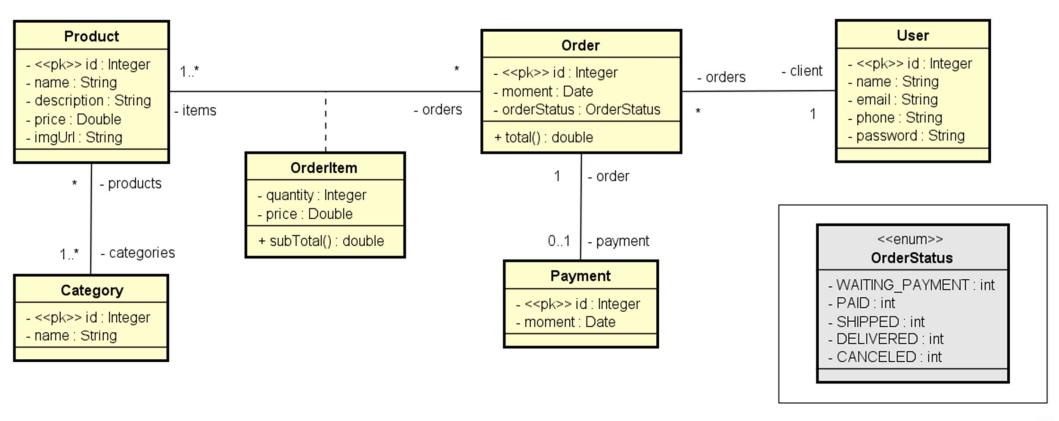 Product
- <<pk>> id : Integer
- name : String
- description : String
- price : Double
- imgUrl : String
1..*
- items
*
- orders
Order
- <<pk>> id : Integer
- moment : Date
- orderStatus : OrderStatus
+ total() : double
- orders
*
- client
1
User
- <<pk>> id : Integer
- name : String
- email : String
- phone : String
- password : String
OrderItem
- quantity : Integer
- price : Double
+ subTotal() : double
* - products
1..* - categories
1 - order
0..1 - payment
Category
- <<pk>> id : Integer
- name : String
Payment
- <<pk>> id : Integer
- moment : Date
<<enum>>
OrderStatus
- WAITING_PAYMENT : int
- PAID : int
- SHIPPED : int
- DELIVERED : int
- CANCELED : int